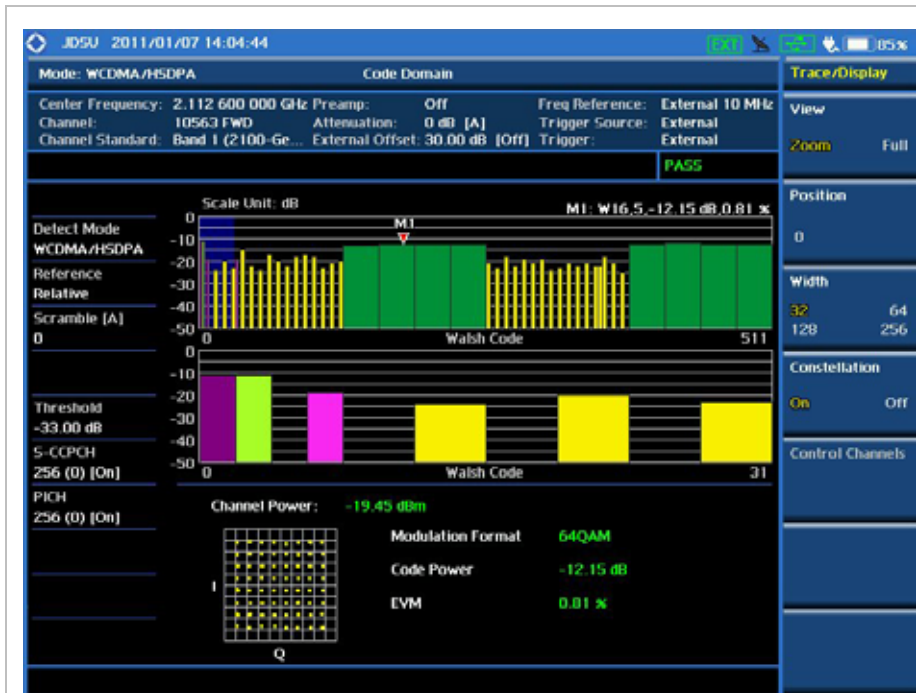 JDSU 2011/01/07 14:04:44 EXT 85%
Mode: WCDMA/HSDPA Code Domain Trace/Display
Center Frequency: 2.112 600 000 GHz Preamp: Off Freq Reference: External 10 MHz
Channel: 10563 FWD Attenuation: 0 dB [A] Trigger Source: External
Channel Standard: Band 1 (2100-Ge... External Offset: 30.00 dB [Off] Trigger: External
PASS
View
Zoom Full
Position
0
Width
32 64
128 256
Constellation
On Off
Control Channels
Detect Mode
WCDMA/HSDPA
Reference
Relative
Scramble [A]
0
Threshold
-33.00 dB
S-CCPCH
256 (0) [On]
PICH
256 (0) [On]
Scale Unit: dB M1: W16,5,-12.15 dB,0.81 %
M1
0
-10
-20
-30
-40
-50
0 Walsh Code 511
0
-10
-20
-30
-40
-50
0 Walsh Code 31
Channel Power: -19.45 dBm
Modulation Format 64QAM
Code Power -12.15 dB
EVM 0.81 %
I
Q